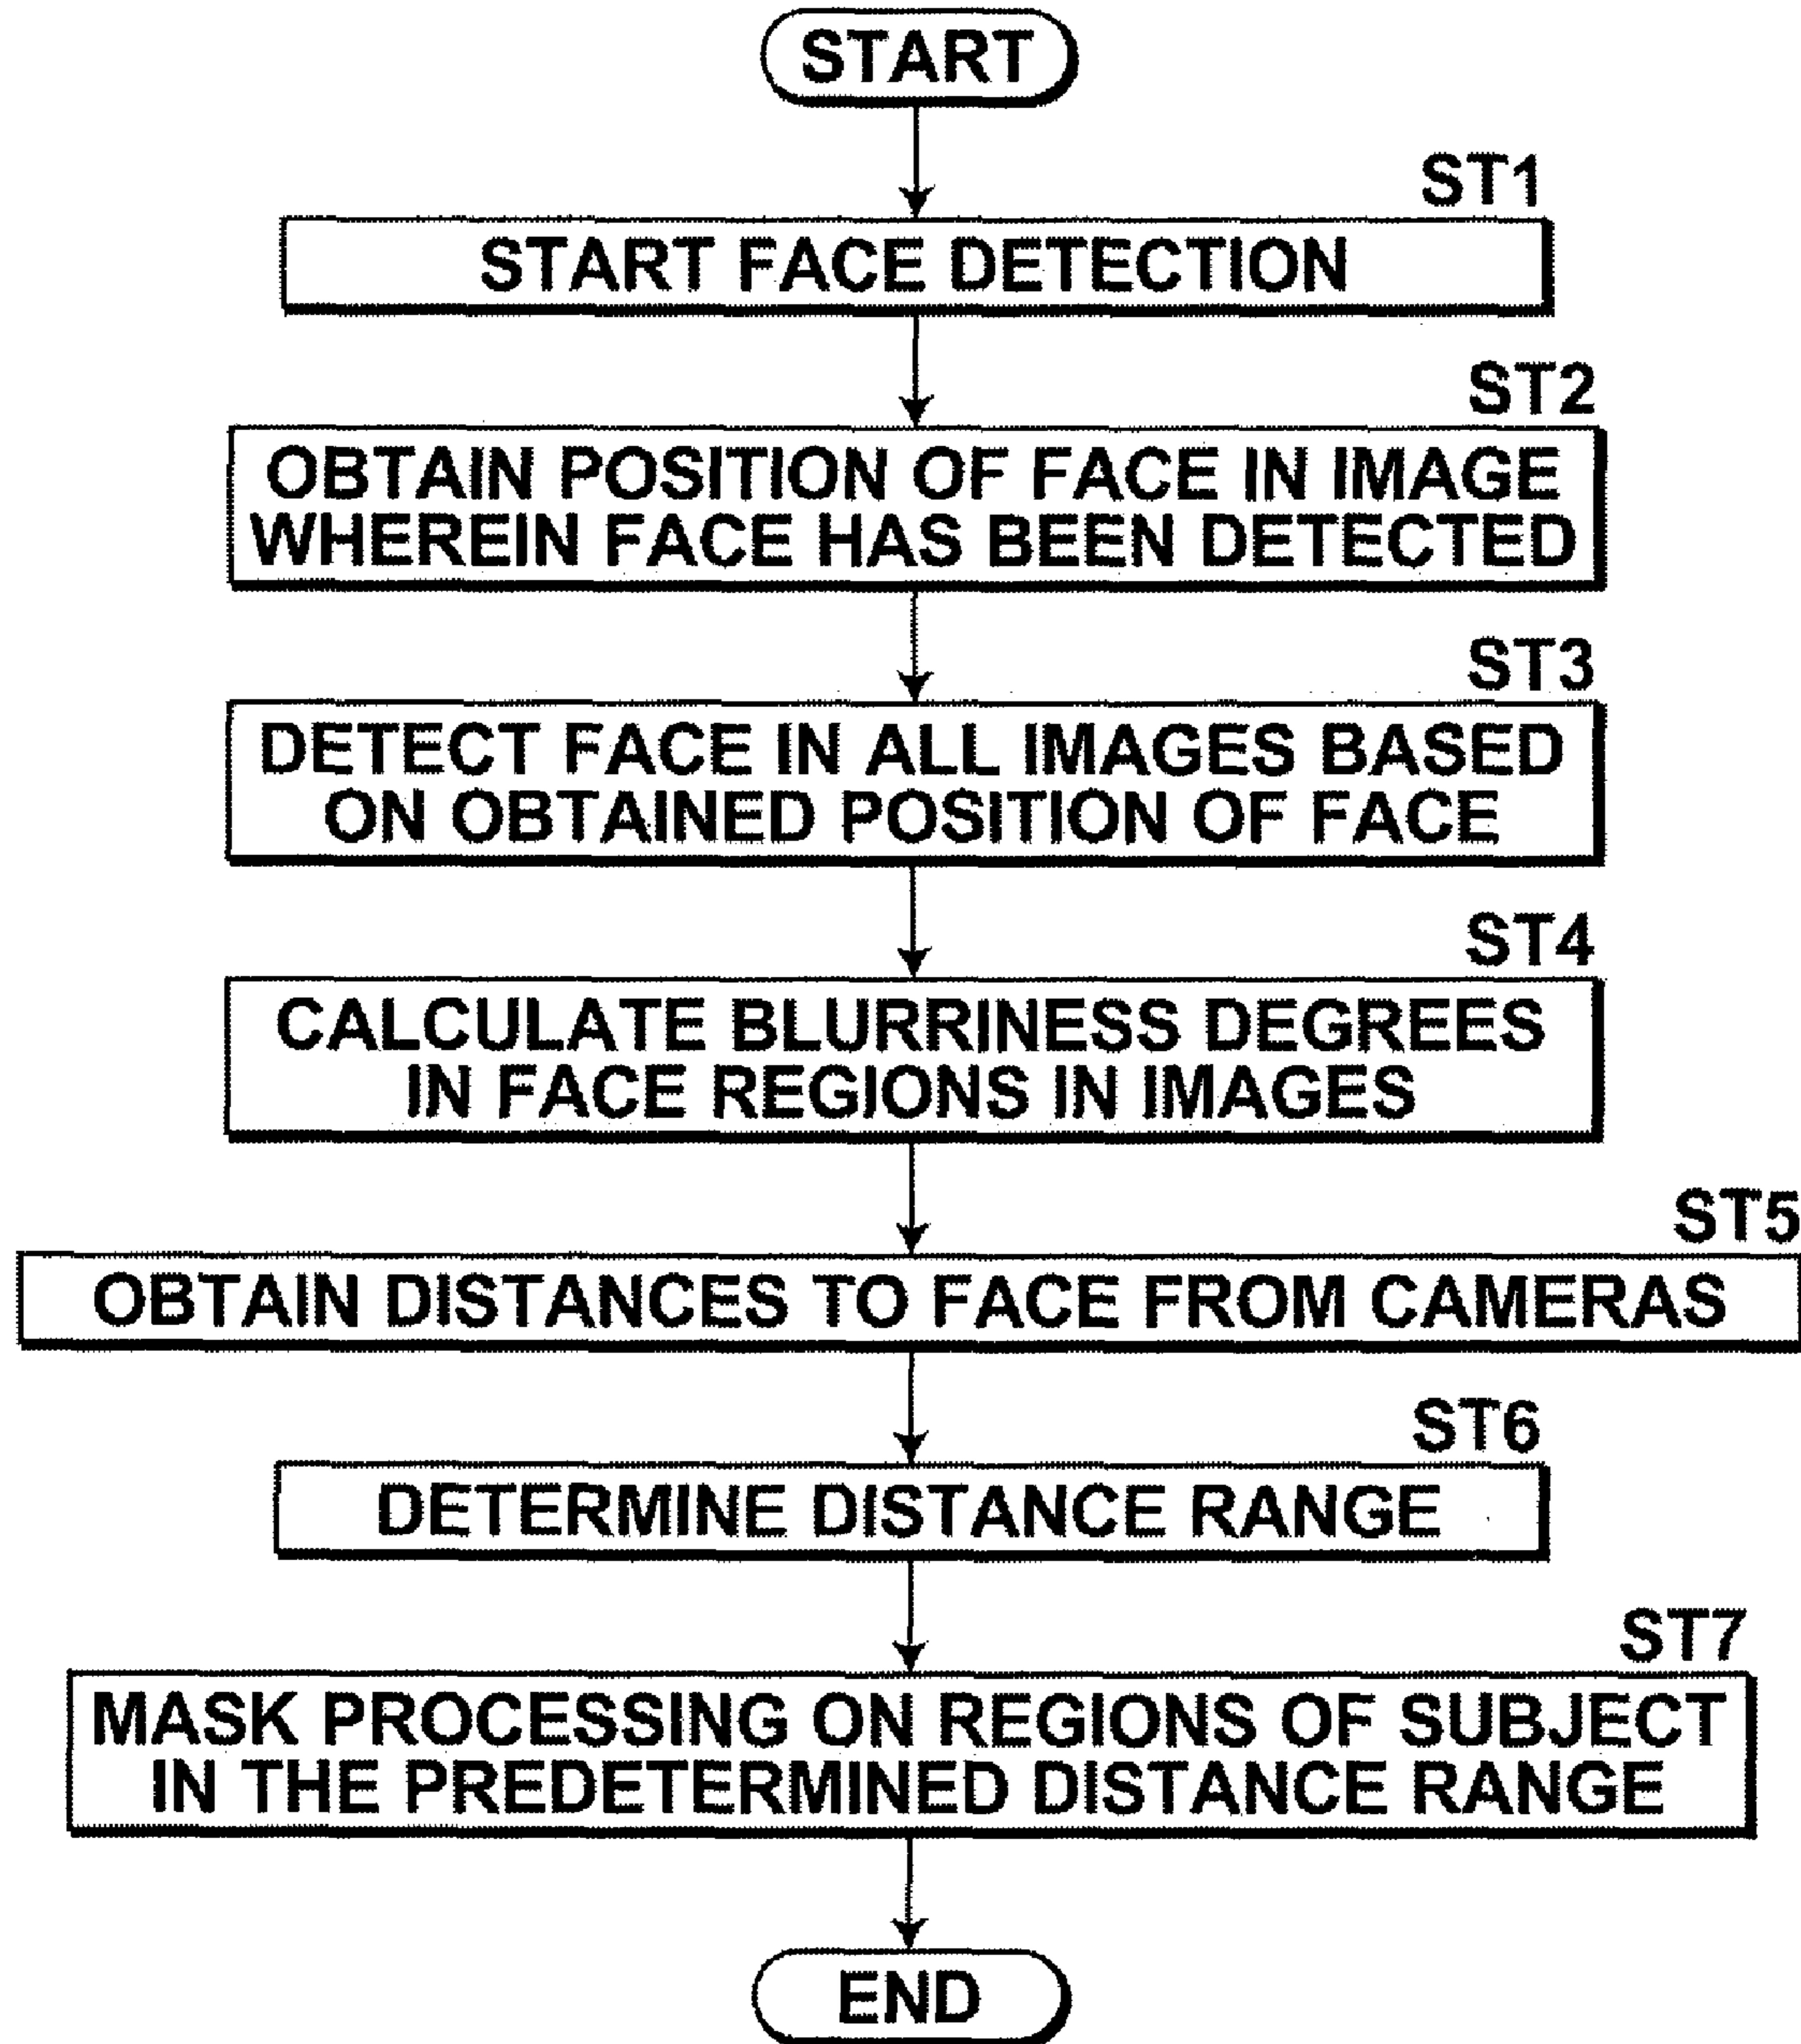 START
ST1
START FACE DETECTION
ST2
OBTAIN POSITION OF FACE IN IMAGE
WHEREIN FACE HAS BEEN DETECTED
ST3
DETECT FACE IN ALL IMAGES BASED
ON OBTAINED POSITION OF FACE
ST4
CALCULATE BLURRINESS DEGREES
IN FACE REGIONS IN IMAGES
ST5
OBTAIN DISTANCES TO FACE FROM CAMERAS
ST6
DETERMINE DISTANCE RANGE
ST7
MASK PROCESSING ON REGIONS OF SUBJECT
IN THE PREDETERMINED DISTANCE RANGE
END